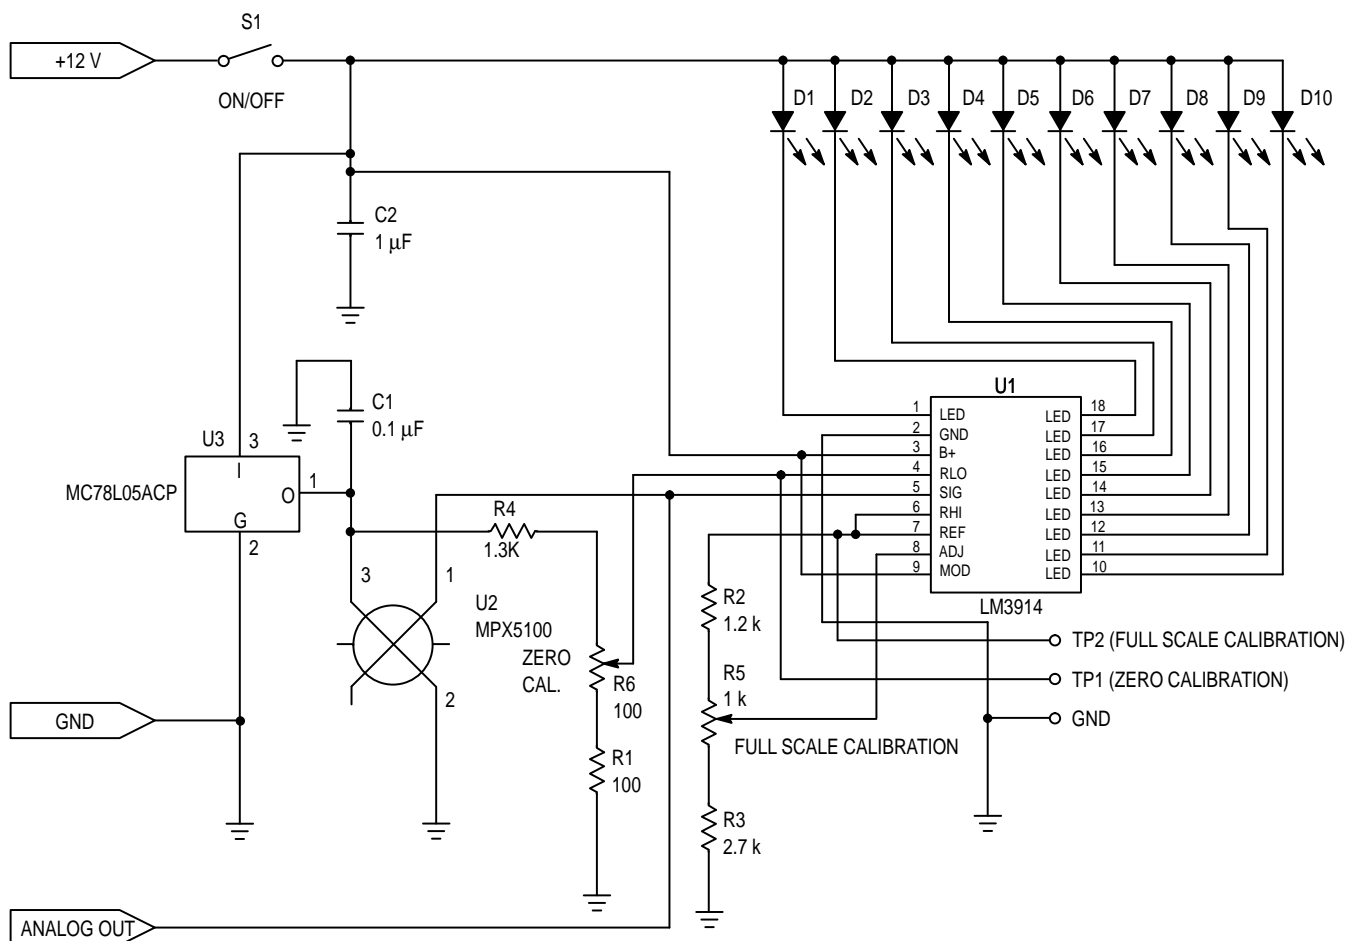 S1
+12 V
ON/OFF
D1 D2 D3 D4 D5 D6 D7 D8 D9 D10
C2
1 µF
C1
0.1 µF
U3
3
I
MC78L05ACP
O
1
G
2
R4
1.3K
3
1
U2
MPX5100
2
ZERO
CAL.
R6
100
R1
100
GND
ANALOG OUT
U1
1 LED LED 18
2 GND LED 17
3 B+ LED 16
4 RLO LED 15
5 SIG LED 14
6 RHI LED 13
7 REF LED 12
8 ADJ LED 11
9 MOD LED 10
LM3914
R2
1.2 k
R5
1 k
FULL SCALE CALIBRATION
R3
2.7 k
TP2 (FULL SCALE CALIBRATION)
TP1 (ZERO CALIBRATION)
GND